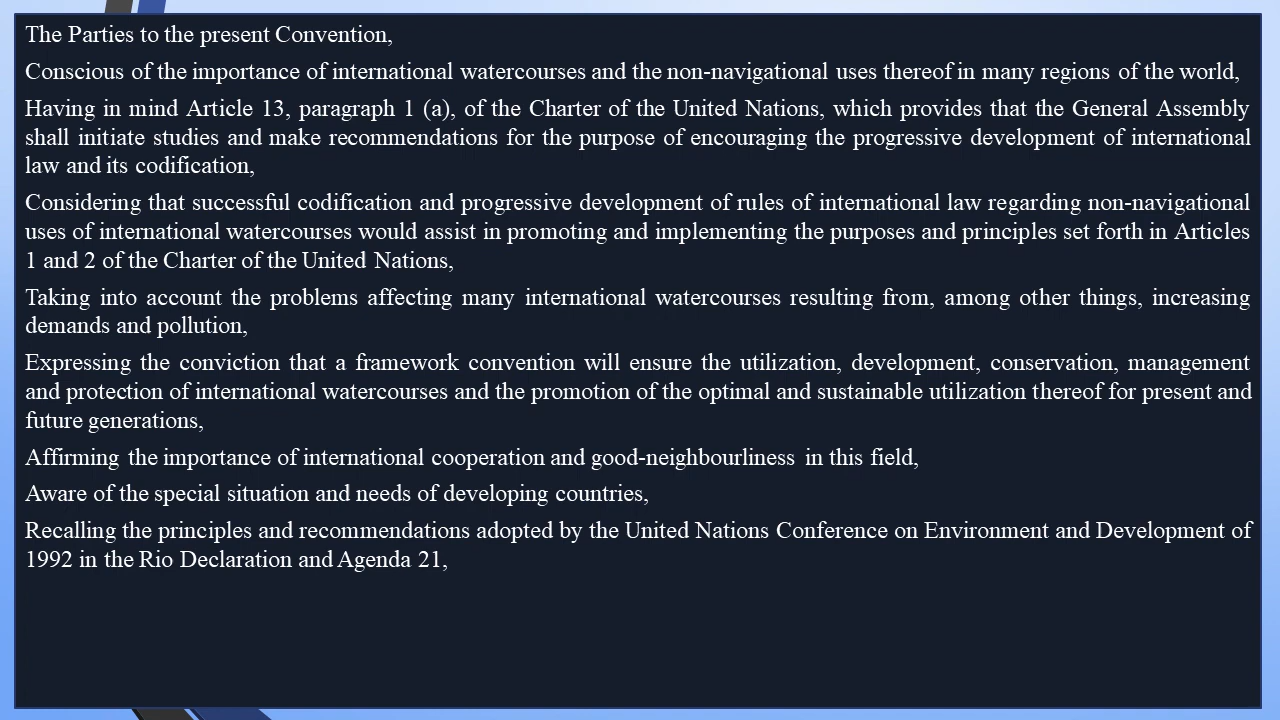 The Parties to the present Convention,
Conscious of the importance of international watercourses and the non-navigational uses thereof in many regions of the world,
Having in mind Article 13, paragraph 1 (a), of the Charter of the United Nations, which provides that the General Assembly
shall initiate studies and make recommendations for the purpose of encouraging the progressive development of international
law and its codification,
Considering that successful codification and progressive development of rules of international law regarding non-navigational
uses of international watercourses would assist in promoting and implementing the purposes and principles set forth in Articles
1 and 2 of the Charter of the United Nations,
Taking into account the problems affecting many international watercourses resulting from, among other things, increasing
demands and pollution,
Expressing the conviction that a framework convention will ensure the utilization, development, conservation, management
and protection of international watercourses and the promotion of the optimal and sustainable utilization thereof for present and
future generations,
Affirming the importance of international cooperation and good-neighbourliness in this field,
Aware of the special situation and needs of developing countries,
Recalling the principles and recommendations adopted by the United Nations Conference on Environment and Development of
1992 in the Rio Declaration and Agenda 21,